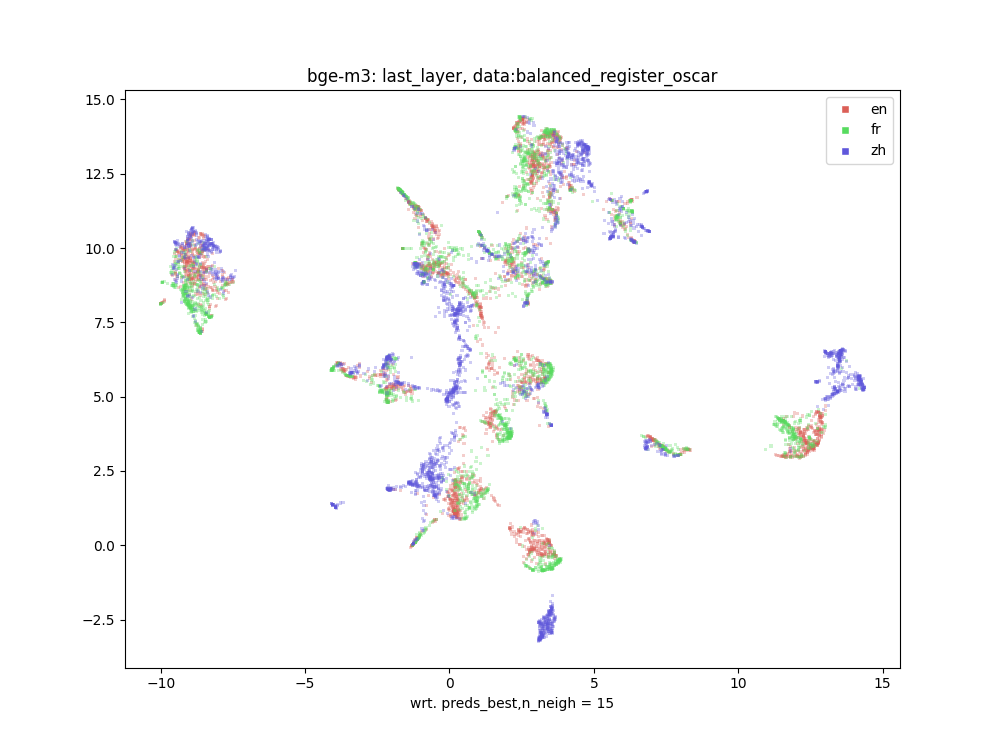 bge-m3: last_layer, data:balanced_register_oscar
15.0
12.5
10.0
7.5
5.0
2.5
0.0
−2.5
−10
−5
0
5
10
15
wrt. preds_best,n_neigh = 15
en
fr
zh